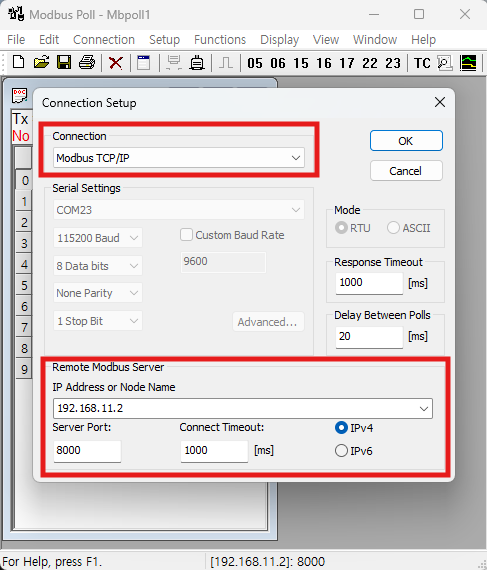 Modbus Poll - Mbpoll1
File Edit Connection Setup Functions Display View Window Help
05 06 15 16 17 22 23 TC
DOC
Tx
No
Connection Setup
Connection
Modbus TCP/IP
OK
Cancel
Serial Settings
COM23
115200 Baud
Custom Baud Rate
8 Data bits
9600
None Parity
1 Stop Bit
Advanced...
Mode
RTU ASCII
Response Timeout
1000 [ms]
Delay Between Polls
20 [ms]
Remote Modbus Server
IP Address or Node Name
192.168.11.2
Server Port: Connect Timeout: IPv4
8000 1000 [ms] IPv6
0
1
2
3
4
5
6
7
8
9
For Help, press F1. [192.168.11.2]: 8000